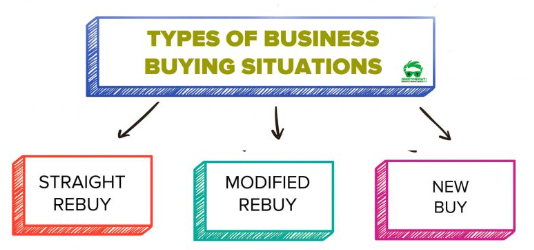 TYPES OF BUSINESS
BUYING SITUATIONS
STRAIGHT
REBUY
MODIFIED
REBUY
NEW
BUY